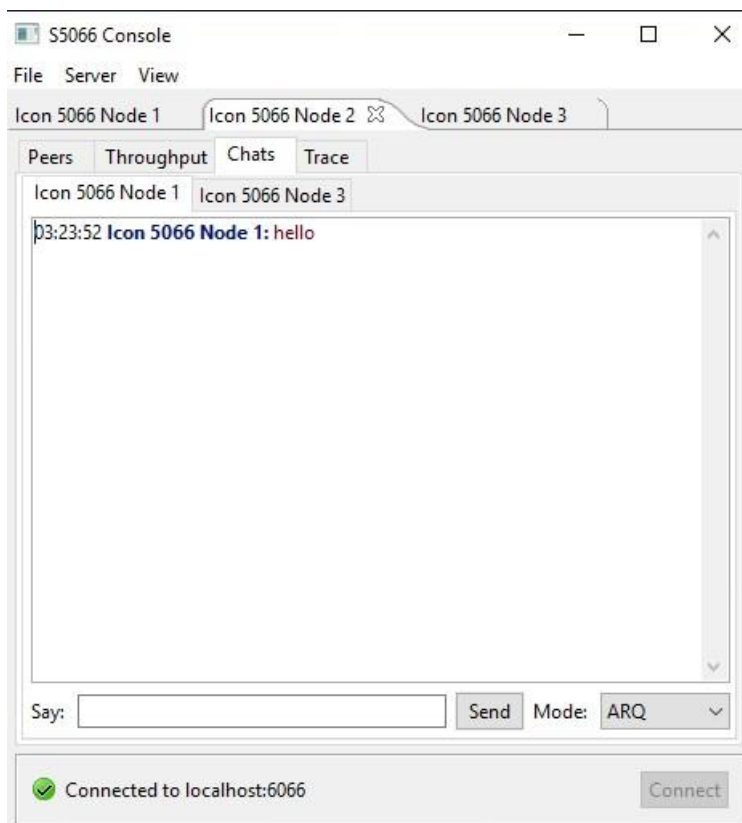 S5066 Console
File Server View
Icon 5066 Node 1 Icon 5066 Node 2 Icon 5066 Node 3
Peers Throughput Chats Trace
Icon 5066 Node 1 Icon 5066 Node 3
03:23:52 Icon 5066 Node 1: hello
Say: Send Mode: ARQ
Connected to localhost:6066 Connect